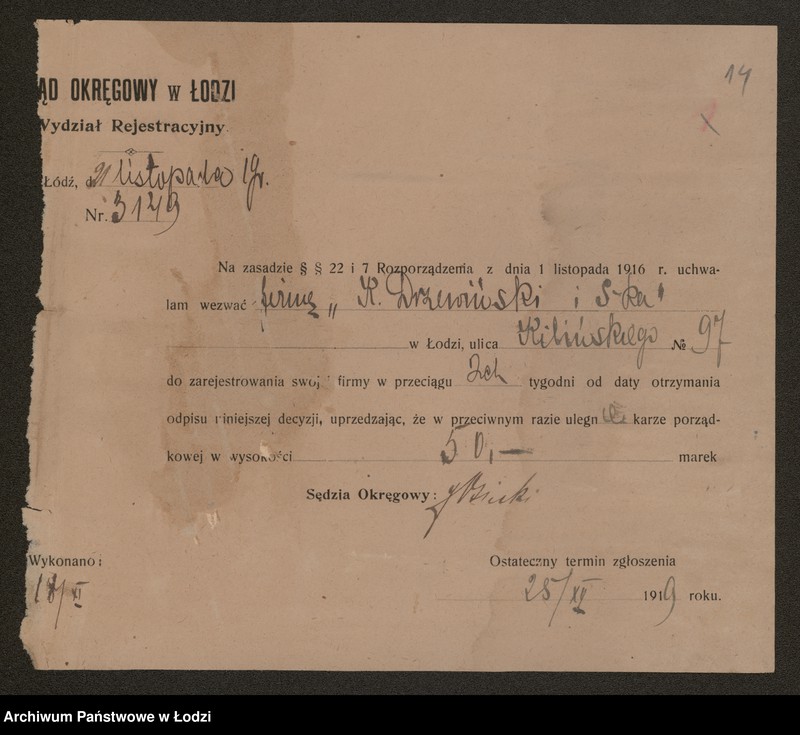 14
ĄD OKRĘGOWY w ŁODZI
Wydział Rejestracyjny.
Łódź, d. 21 listopada 19r.
Nr. 3149
Na zasadzie § § 22 i 7 Rozporządzenia z dnia 1 listopada 1916 r. uchwa-
lam wezwać firmę „K. Drzewiński i S-ka"
w Łodzi, ulica Kilińskiego № 97
do zarejestrowania swoj firmy w przeciągu 2ch tygodni od daty otrzymania
odpisu niniejszej decyzji, uprzedzając, że w przeciwnym razie ulegnie karze porząd-
kowej w wysokości 50,— marek
Sędzia Okręgowy:
Wykonano:
Ostateczny termin zgłoszenia
18/XI
25/XI 1919 roku.
Archiwum Państwowe w Łodzi